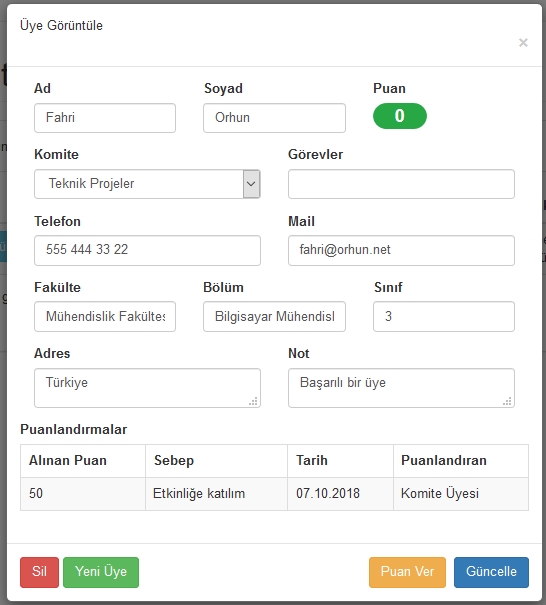 Üye Görüntüle
×
Ad Soyad Puan
Fahri Orhun 0
Komite Görevler
Teknik Projeler
Telefon Mail
555 444 33 22 fahri@orhun.net
Fakülte Bölüm Sınıf
Mühendislik Fakültes Bilgisayar Mühendisl 3
Adres Not
Türkiye Başarılı bir üye
Puanlandırmalar
Alınan Puan Sebep Tarih Puanlandıran
50 Etkinliğe katılım 07.10.2018 Komite Üyesi
Sil Yeni Üye Puan Ver Güncelle